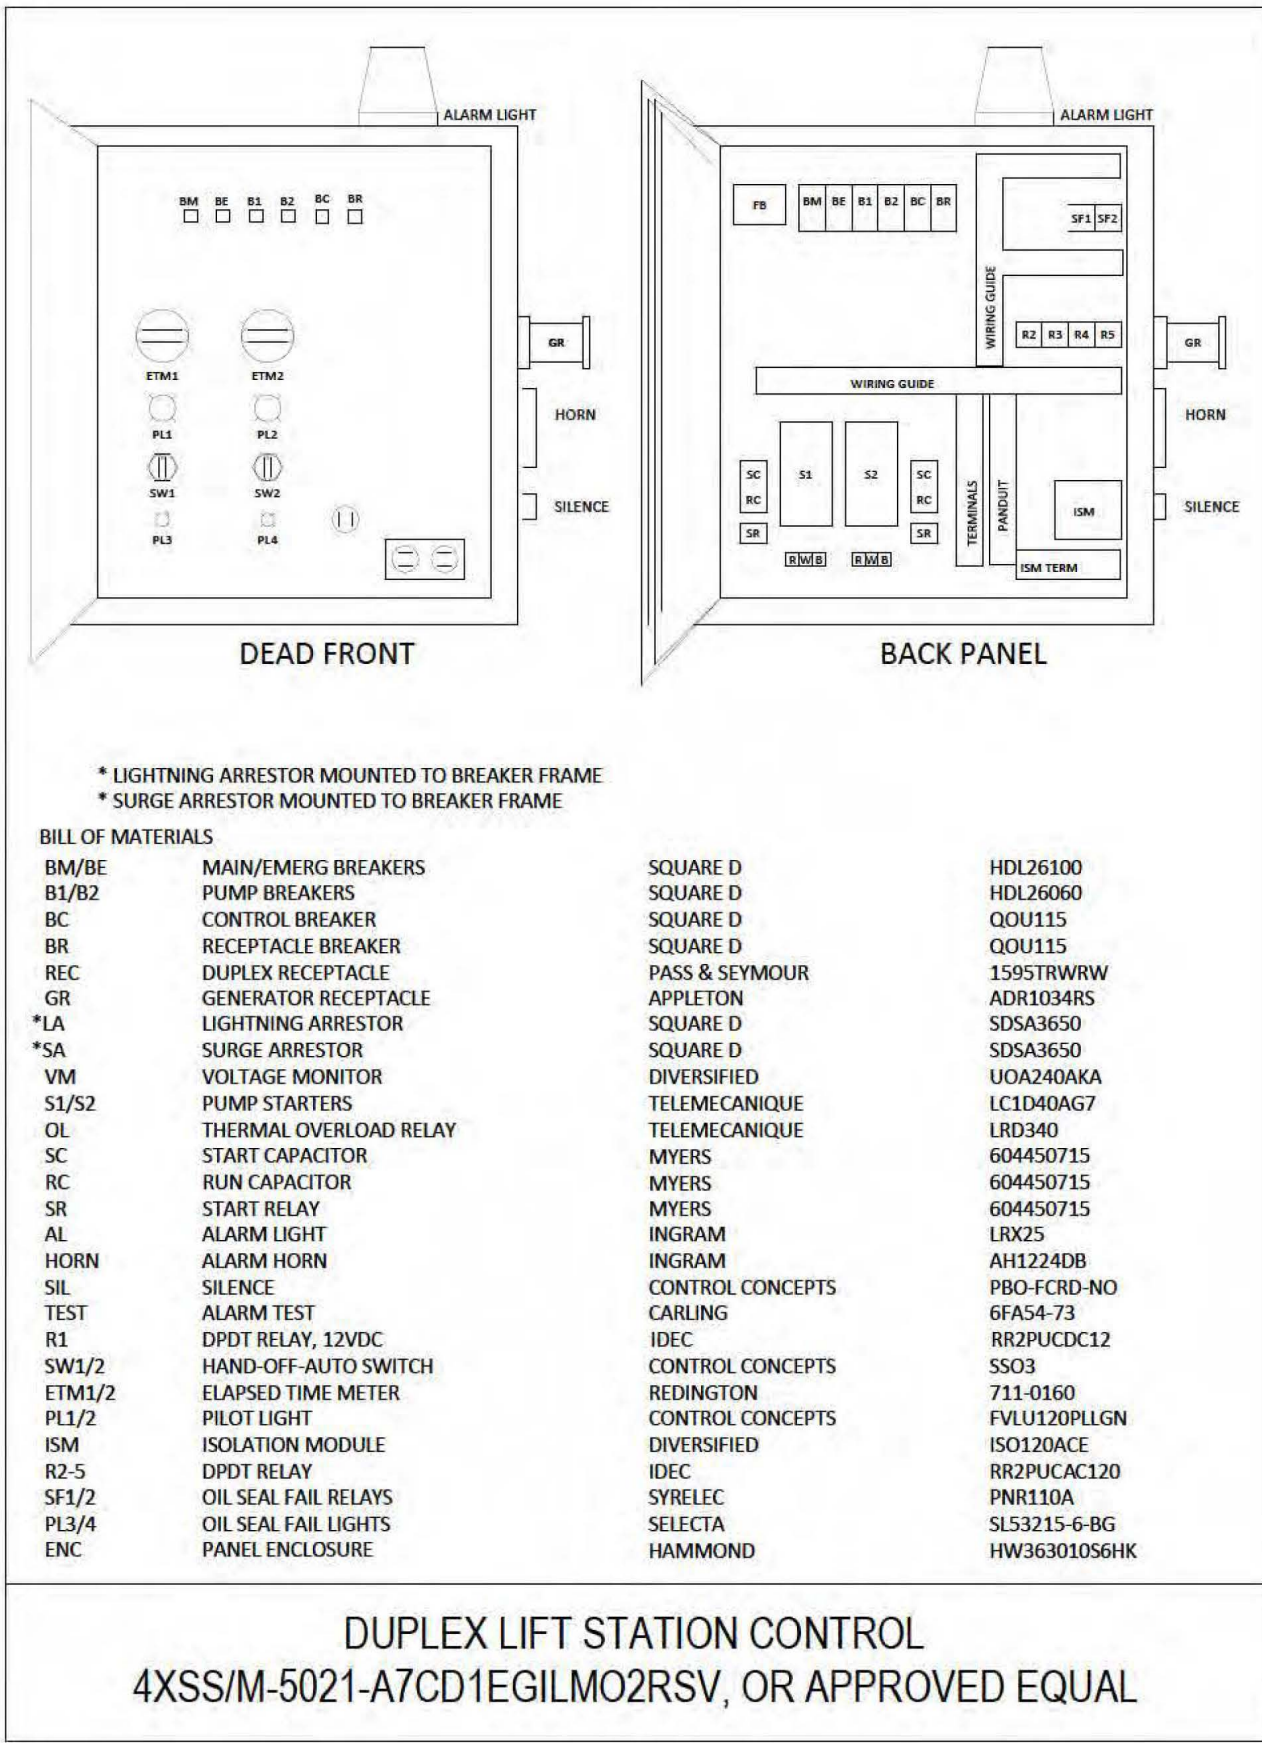 ALARM LIGHT
BM BE B1 B2 BC BR
ETM1 ETM2
PL1 PL2
SW1 SW2
PL3 PL4
GR
HORN
SILENCE
DEAD FRONT
ALARM LIGHT
FB BM BE B1 B2 BC BR
SF1 SF2
WIRING GUIDE
R2 R3 R4 R5
GR
WIRING GUIDE
HORN
SC S1 S2 SC
RC RC
SR SR
R W B R W B
TERMINALS
PANDUIT
ISM
ISM TERM
SILENCE
BACK PANEL
* LIGHTNING ARRESTOR MOUNTED TO BREAKER FRAME
* SURGE ARRESTOR MOUNTED TO BREAKER FRAME
BILL OF MATERIALS
BM/BE MAIN/EMERG BREAKERS SQUARE D HDL26100
B1/B2 PUMP BREAKERS SQUARE D HDL26060
BC CONTROL BREAKER SQUARE D QOU115
BR RECEPTACLE BREAKER SQUARE D QOU115
REC DUPLEX RECEPTACLE PASS & SEYMOUR 1595TRWRW
GR GENERATOR RECEPTACLE APPLETON ADR1034RS
*LA LIGHTNING ARRESTOR SQUARE D SDSA3650
*SA SURGE ARRESTOR SQUARE D SDSA3650
VM VOLTAGE MONITOR DIVERSIFIED UOA240AKA
S1/S2 PUMP STARTERS TELEMECANIQUE LC1D40AG7
OL THERMAL OVERLOAD RELAY TELEMECANIQUE LRD340
SC START CAPACITOR MYERS 604450715
RC RUN CAPACITOR MYERS 604450715
SR START RELAY MYERS 604450715
AL ALARM LIGHT INGRAM LRX25
HORN ALARM HORN INGRAM AH1224DB
SIL SILENCE CONTROL CONCEPTS PBO-FCRD-NO
TEST ALARM TEST CARLING 6FA54-73
R1 DPDT RELAY, 12VDC IDEC RR2PUCDC12
SW1/2 HAND-OFF-AUTO SWITCH CONTROL CONCEPTS SSO3
ETM1/2 ELAPSED TIME METER REDINGTON 711-0160
PL1/2 PILOT LIGHT CONTROL CONCEPTS FVLU120PLLGN
ISM ISOLATION MODULE DIVERSIFIED ISO120ACE
R2-5 DPDT RELAY IDEC RR2PUCAC120
SF1/2 OIL SEAL FAIL RELAYS SYRELEC PNR110A
PL3/4 OIL SEAL FAIL LIGHTS SELECTA SL53215-6-BG
ENC PANEL ENCLOSURE HAMMOND HW363010S6HK
DUPLEX LIFT STATION CONTROL
4XSS/M-5021-A7CD1EGILMO2RSV, OR APPROVED EQUAL